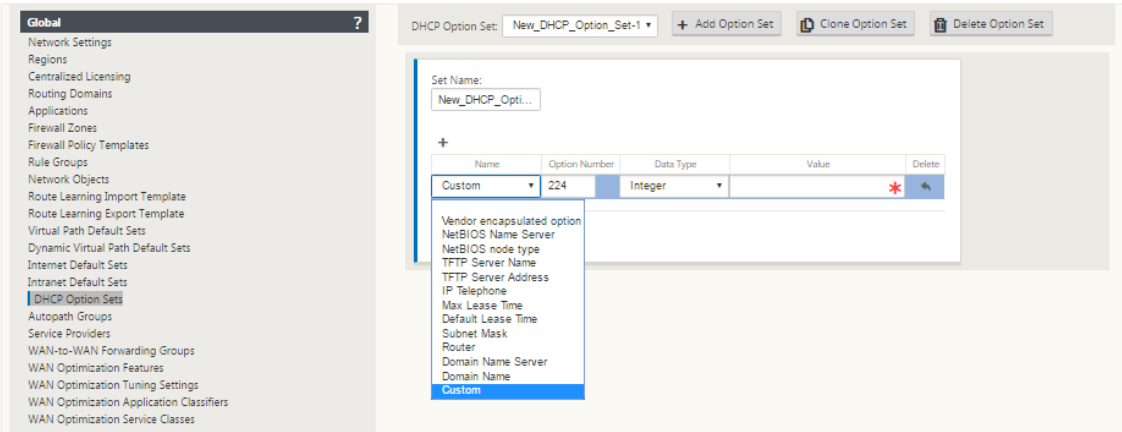 Global ?
Network Settings
Regions
Centralized Licensing
Routing Domains
Applications
Firewall Zones
Firewall Policy Templates
Rule Groups
Network Objects
Route Learning Import Template
Route Learning Export Template
Virtual Path Default Sets
Dynamic Virtual Path Default Sets
Internet Default Sets
Intranet Default Sets
DHCP Option Sets
Autopath Groups
Service Providers
WAN-to-WAN Forwarding Groups
WAN Optimization Features
WAN Optimization Tuning Settings
WAN Optimization Application Classifiers
WAN Optimization Service Classes
DHCP Option Set: New_DHCP_Option_Set-1 + Add Option Set Clone Option Set Delete Option Set
Set Name:
New_DHCP_Opti...
+
Name Option Number Data Type Value Delete
Custom 224 Integer *
Vendor encapsulated option
NetBIOS Name Server
NetBIOS node type
TFTP Server Name
TFTP Server Address
IP Telephone
Max Lease Time
Default Lease Time
Subnet Mask
Router
Domain Name Server
Domain Name
Custom